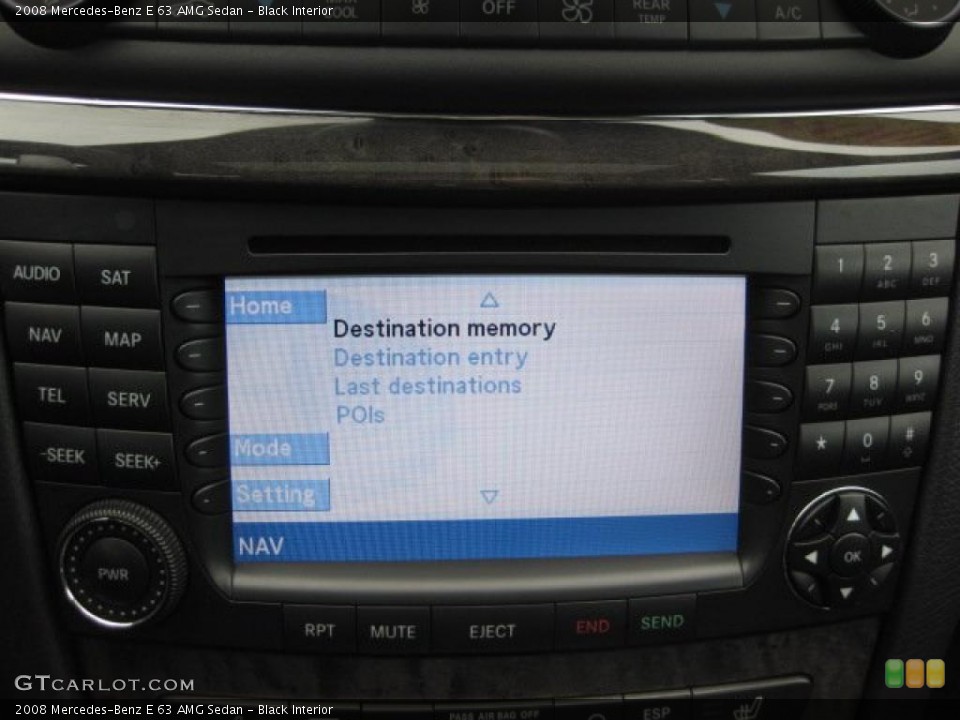 2008 Mercedes-Benz E 63 AMG Sedan - Black Interior
OFF
REAR
TEMP
A/C
AUDIO
SAT
NAV
MAP
TEL
SERV
-SEEK
SEEK+
PWR
Home
Destination memory
Destination entry
Last destinations
POIs
Mode
Setting
NAV
1
2
ABC
3
DEF
4
GHI
5
JKL
6
MNO
7
PQRS
8
TUV
9
WXYZ
*
0
#
OK
RPT
MUTE
EJECT
END
SEND
PASS AIRBAG OFF
ESP
GTCARLOT.COM
2008 Mercedes-Benz E 63 AMG Sedan - Black Interior